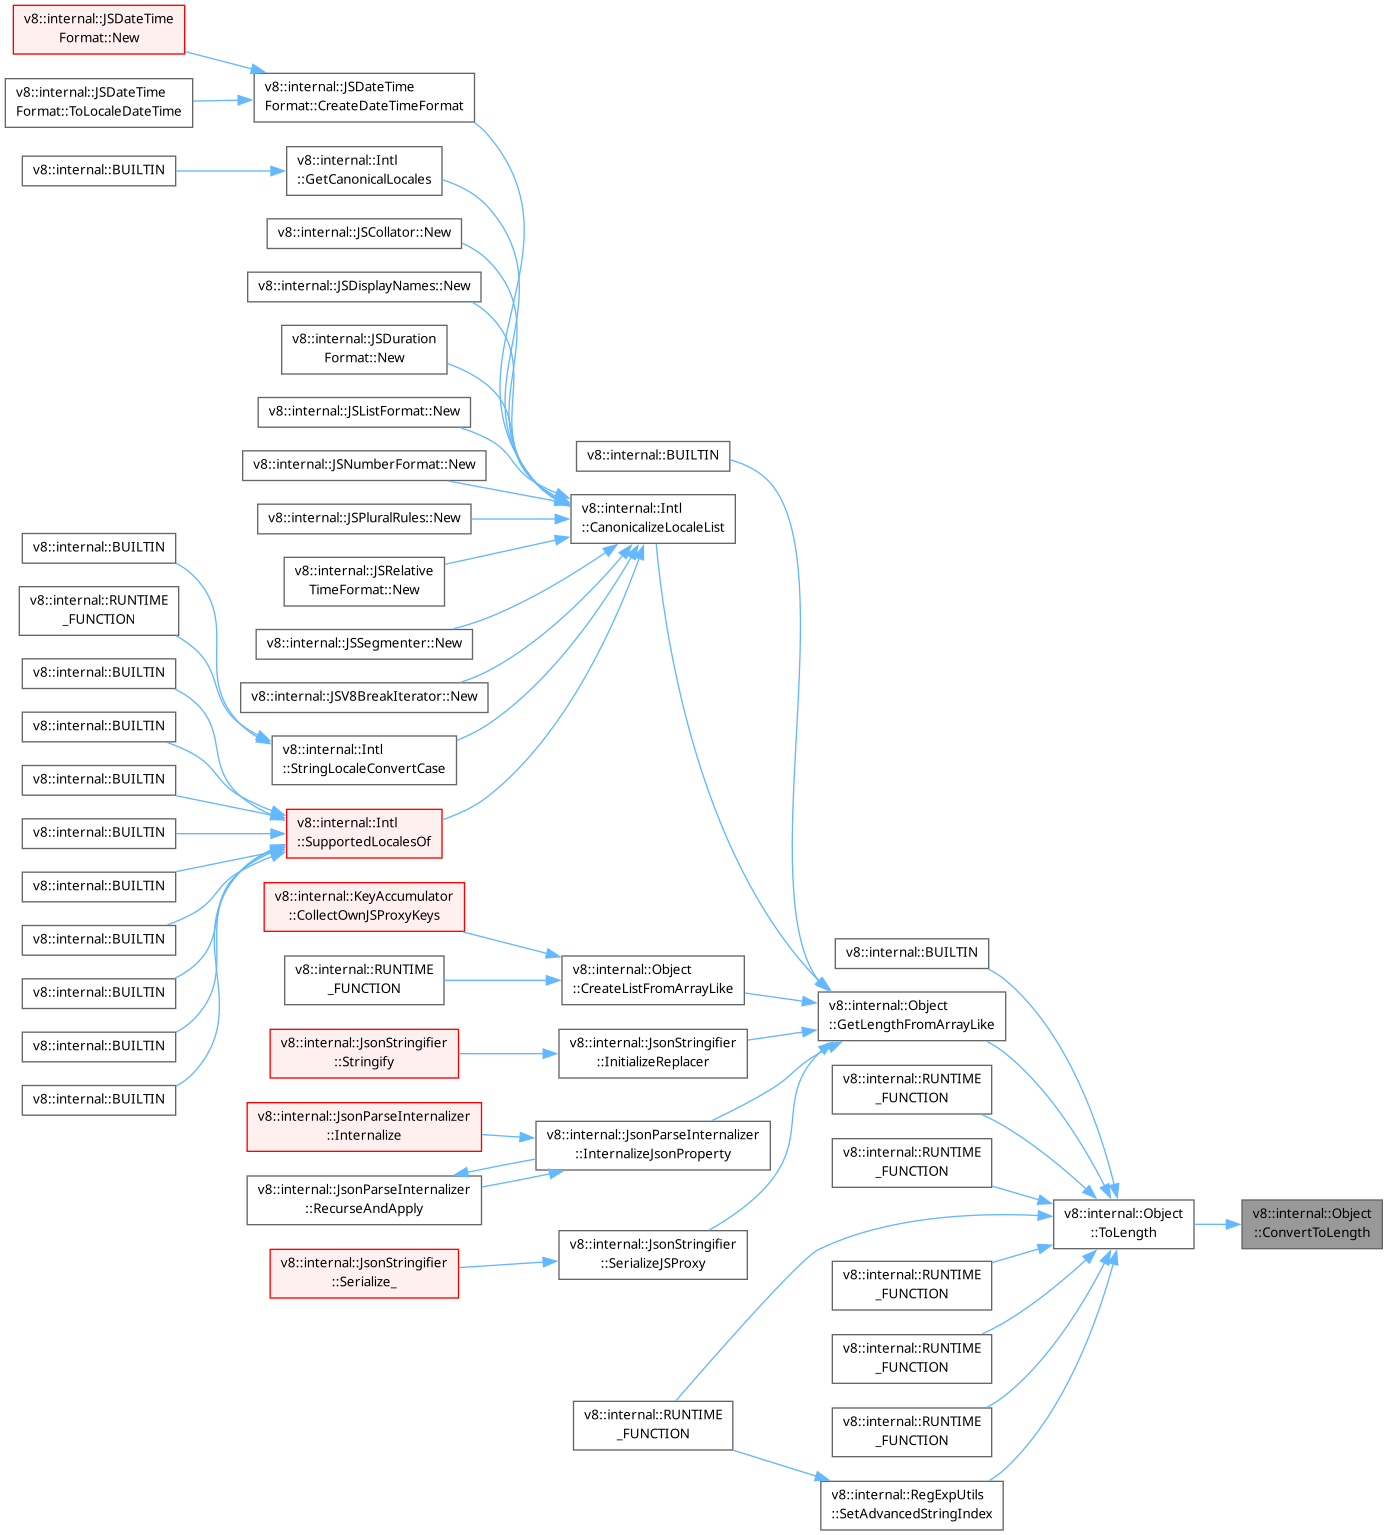 v8::internal::JSDateTime
Format::New
v8::internal::JSDateTime
Format::CreateDateTimeFormat
v8::internal::JSDateTime
Format::ToLocaleDateTime
v8::internal::BUILTIN
v8::internal::Intl
::GetCanonicalLocales
v8::internal::JSCollator::New
v8::internal::JSDisplayNames::New
v8::internal::JSDuration
Format::New
v8::internal::JSListFormat::New
v8::internal::JSNumberFormat::New
v8::internal::JSPluralRules::New
v8::internal::JSRelative
TimeFormat::New
v8::internal::JSSegmenter::New
v8::internal::JSV8BreakIterator::New
v8::internal::BUILTIN
v8::internal::Intl
::CanonicalizeLocaleList
v8::internal::BUILTIN
v8::internal::RUNTIME
_FUNCTION
v8::internal::BUILTIN
v8::internal::BUILTIN
v8::internal::BUILTIN
v8::internal::BUILTIN
v8::internal::BUILTIN
v8::internal::BUILTIN
v8::internal::BUILTIN
v8::internal::BUILTIN
v8::internal::BUILTIN
v8::internal::Intl
::StringLocaleConvertCase
v8::internal::Intl
::SupportedLocalesOf
v8::internal::KeyAccumulator
::CollectOwnJSProxyKeys
v8::internal::RUNTIME
_FUNCTION
v8::internal::Object
::CreateListFromArrayLike
v8::internal::JsonStringifier
::Stringify
v8::internal::JsonStringifier
::InitializeReplacer
v8::internal::JsonParseInternalizer
::Internalize
v8::internal::JsonParseInternalizer
::InternalizeJsonProperty
v8::internal::JsonParseInternalizer
::RecurseAndApply
v8::internal::JsonStringifier
::Serialize_
v8::internal::JsonStringifier
::SerializeJSProxy
v8::internal::BUILTIN
v8::internal::Object
::GetLengthFromArrayLike
v8::internal::RUNTIME
_FUNCTION
v8::internal::RUNTIME
_FUNCTION
v8::internal::Object
::ToLength
v8::internal::Object
::ConvertToLength
v8::internal::RUNTIME
_FUNCTION
v8::internal::RUNTIME
_FUNCTION
v8::internal::RUNTIME
_FUNCTION
v8::internal::RUNTIME
_FUNCTION
v8::internal::RegExpUtils
::SetAdvancedStringIndex